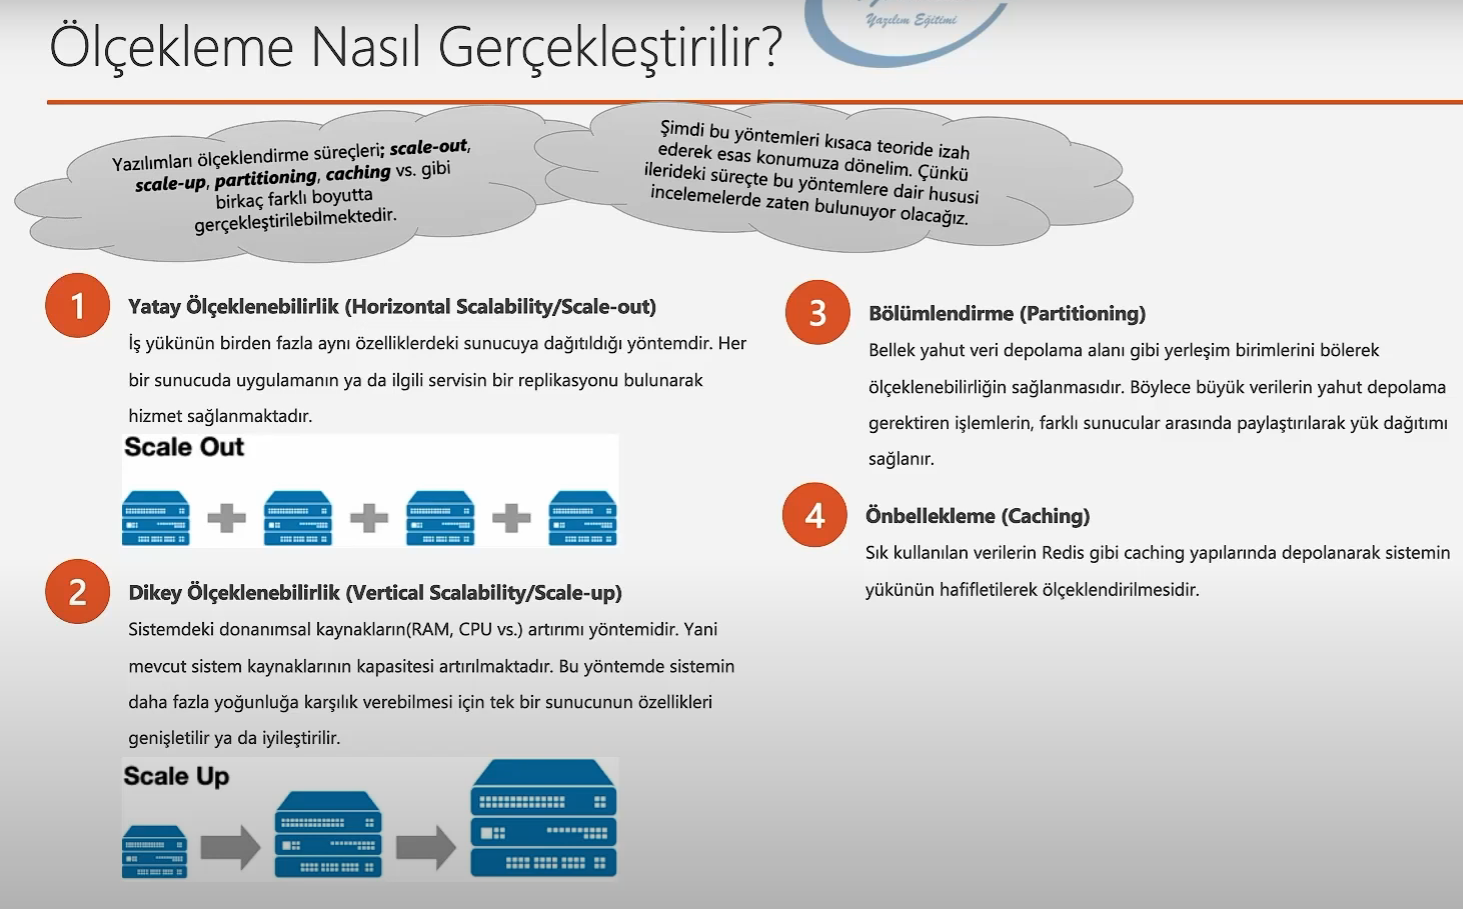 Yazılım Eğitimi
Ölçekleme Nasıl Gerçekleştirilir?
Yazılımları ölçeklendirme süreçleri; scale-out,
scale-up, partitioning, caching vs. gibi
birkaç farklı boyutta
gerçekleştirilebilmektedir.
Şimdi bu yöntemleri kısaca teoride izah
ederek esas konumuza dönelim. Çünkü
ilerideki süreçte bu yöntemlere dair hususi
incelemelerde zaten bulunuyor olacağız.
1
Yatay Ölçeklenebilirlik (Horizontal Scalability/Scale-out)
İş yükünün birden fazla aynı özelliklerdeki sunucuya dağıtıldığı yöntemdir. Her
bir sunucuda uygulamanın ya da ilgili servisin bir replikasyonu bulunarak
hizmet sağlanmaktadır.
Scale Out
2
Dikey Ölçeklenebilirlik (Vertical Scalability/Scale-up)
Sistemdeki donanımsal kaynakların(RAM, CPU vs.) artırımı yöntemidir. Yani
mevcut sistem kaynaklarının kapasitesi artırılmaktadır. Bu yöntemde sistemin
daha fazla yoğunluğa karşılık verebilmesi için tek bir sunucunun özellikleri
genişletilir ya da iyileştirilir.
Scale Up
3
Bölümlendirme (Partitioning)
Bellek yahut veri depolama alanı gibi yerleşim birimlerini bölerek
ölçeklenebilirliğin sağlanmasıdır. Böylece büyük verilerin yahut depolama
gerektiren işlemlerin, farklı sunucular arasında paylaştırılarak yük dağıtımı
sağlanır.
4
Önbellekleme (Caching)
Sık kullanılan verilerin Redis gibi caching yapılarında depolanarak sistemin
yükünün hafifletilerek ölçeklendirilmesidir.